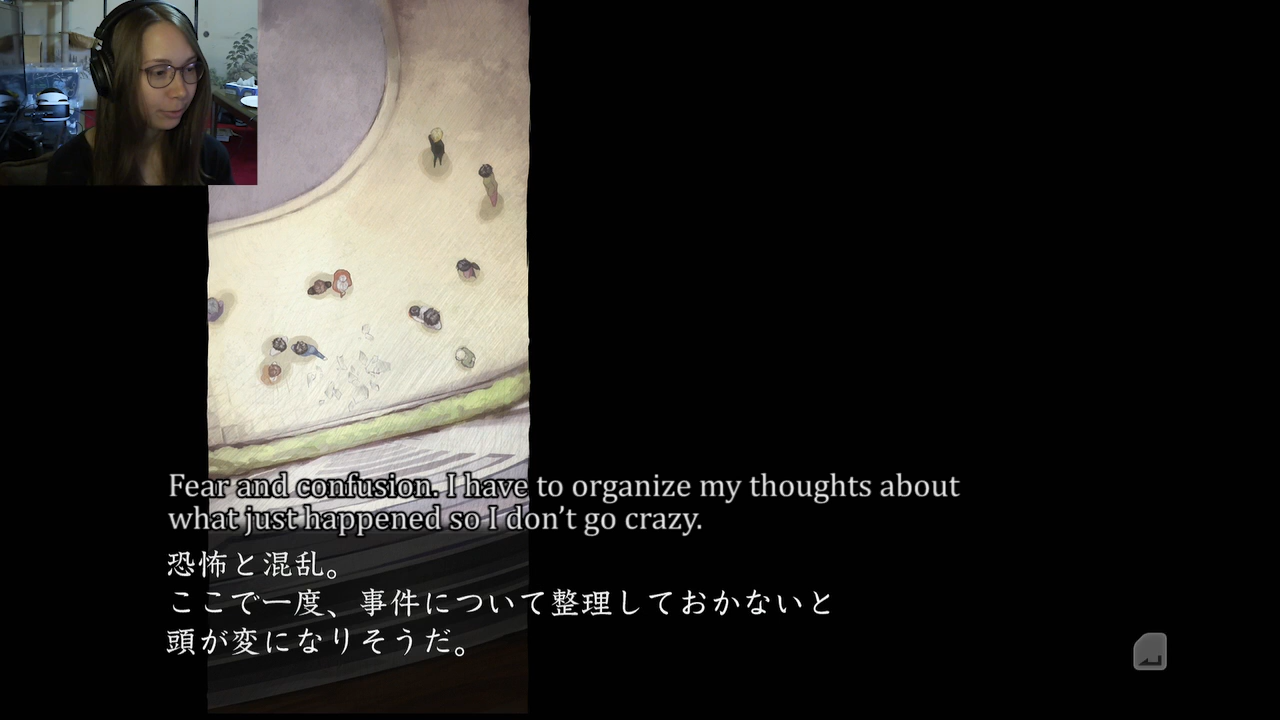 Fear and confusion. I have to organize my thoughts about
what just happened so I don't go crazy.
恐怖と混乱。
ここで一度、事件について整理しておかないと
頭が変になりそうだ。